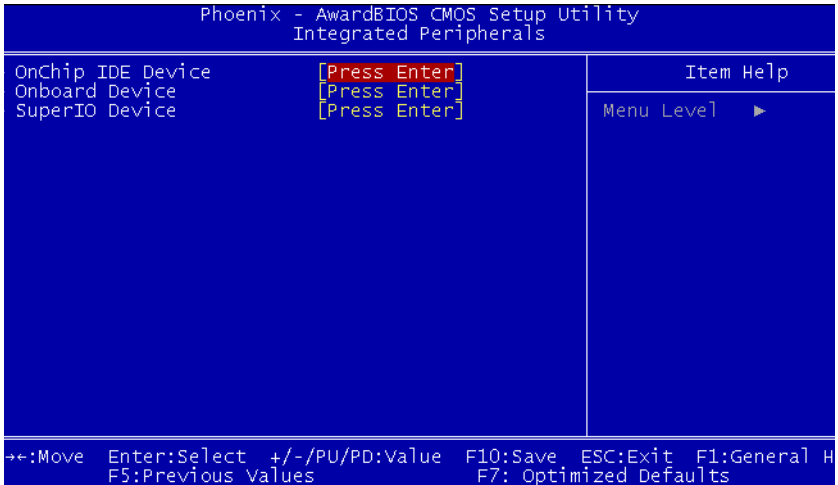 Phoenix - AwardBIOS CMOS Setup Utility
Integrated Peripherals
OnChip IDE Device [Press Enter]
Onboard Device [Press Enter]
SuperIO Device [Press Enter]
Item Help
Menu Level ►
→←:Move Enter:Select +/-/PU/PD:Value F10:Save ESC:Exit F1:General H
F5:Previous Values F7: Optimized Defaults